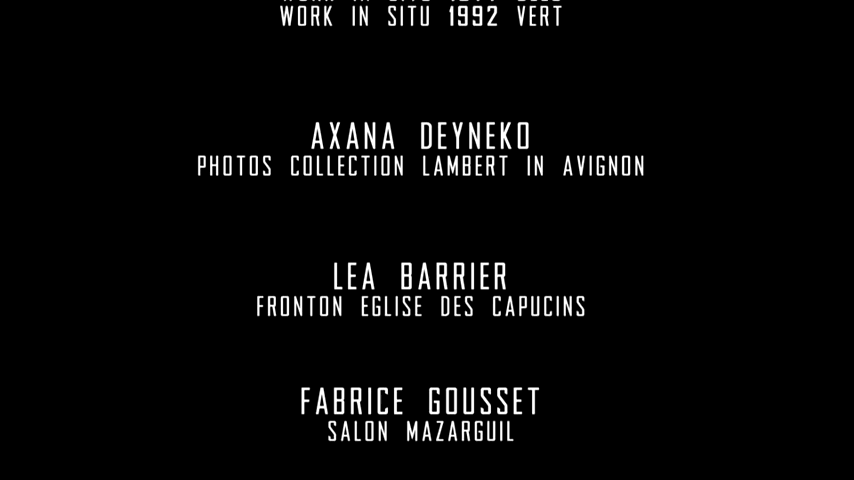 WORK IN SITU 1992 VERT
AXANA DEYNEKO
PHOTOS COLLECTION LAMBERT IN AVIGNON
LEA BARRIER
FRONTON EGLISE DES CAPUCINS
FABRICE GOUSSET
SALON MAZARGUIL